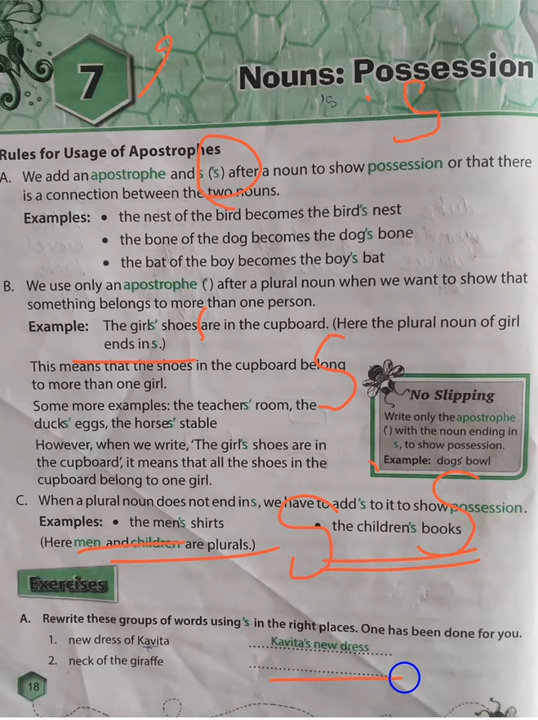 7
Nouns: Possession
's
Rules for Usage of Apostrophes
A. We add an apostrophe and s ('s) after a noun to show possession or that there
is a connection between the two nouns.
Examples: • the nest of the bird becomes the bird's nest
• the bone of the dog becomes the dog's bone
• the bat of the boy becomes the boy's bat
B. We use only an apostrophe (') after a plural noun when we want to show that
something belongs to more than one person.
Example: The girls' shoes are in the cupboard. (Here the plural noun of girl
ends in s.)
This means that the shoes in the cupboard belong
to more than one girl.
Some more examples: the teachers' room, the
ducks' eggs, the horses' stable
However, when we write, 'The girl's shoes are in
the cupboard', it means that all the shoes in the
cupboard belong to one girl.
No Slipping
Write only the apostrophe
(') with the noun ending in
s, to show possession.
Example: dogs' bowl
C. When a plural noun does not end in s, we have to add 's to it to show possession.
Examples: • the men's shirts • the children's books
(Here men and children are plurals.)
Exercises
A. Rewrite these groups of words using 's in the right places. One has been done for you.
1. new dress of Kavita Kavita's new dress
2. neck of the giraffe
18